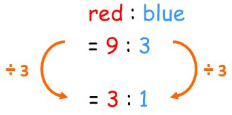 red : blue
= 9 : 3
÷3 ÷3
= 3 : 1